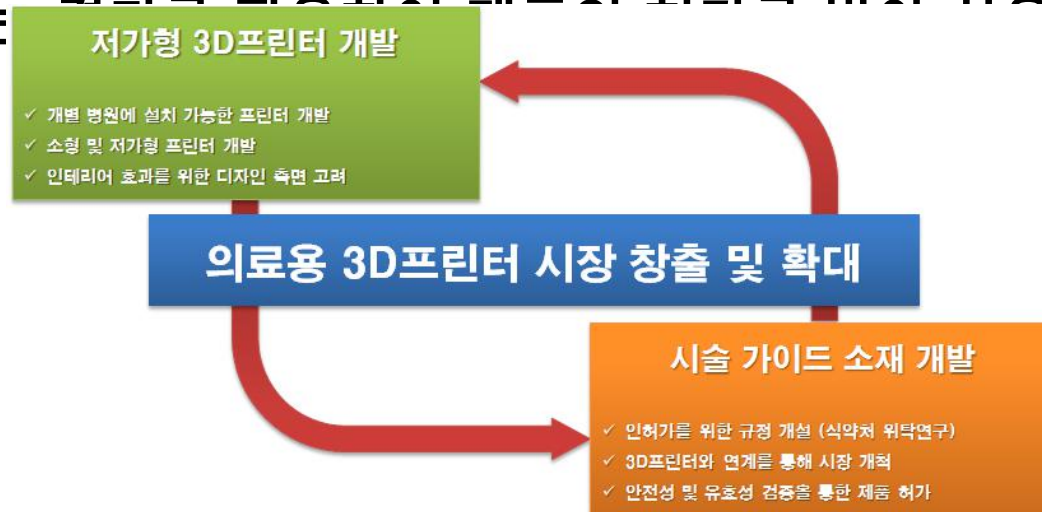 저가형 3D프린터 개발
✓ 개별 병원에 설치 가능한 프린터 개발
✓ 소형 및 저가형 프린터 개발
✓ 인테리어 효과를 위한 디자인 측면 고려
의료용 3D프린터 시장 창출 및 확대
시술 가이드 소재 개발
✓ 인허가를 위한 규정 개설 (식약처 위탁연구)
✓ 3D프린터와 연계를 통해 시장 개척
✓ 안전성 및 유효성 검증을 통한 제품 허가